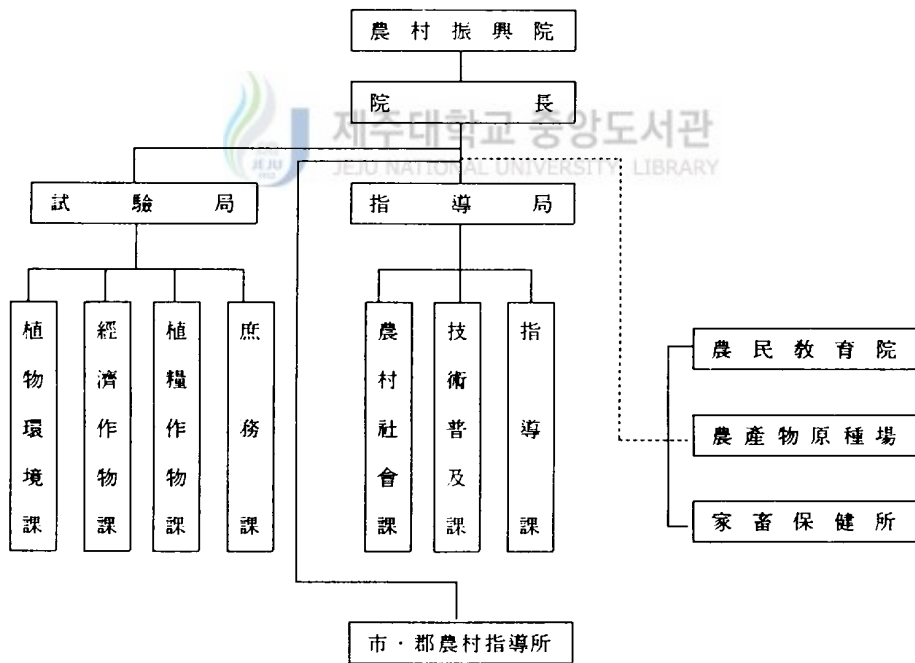 農村振興院
院長
제주대학교 중앙도서관
JEJU NATIONAL UNIVERSITY LIBRARY
JEJU
1952
試驗局
指導局
植物環境課
經濟作物課
植糧作物課
庶務課
農村社會課
技術普及課
指導課
農民教育院
農產物原種場
家畜保健所
市·郡農村指導所